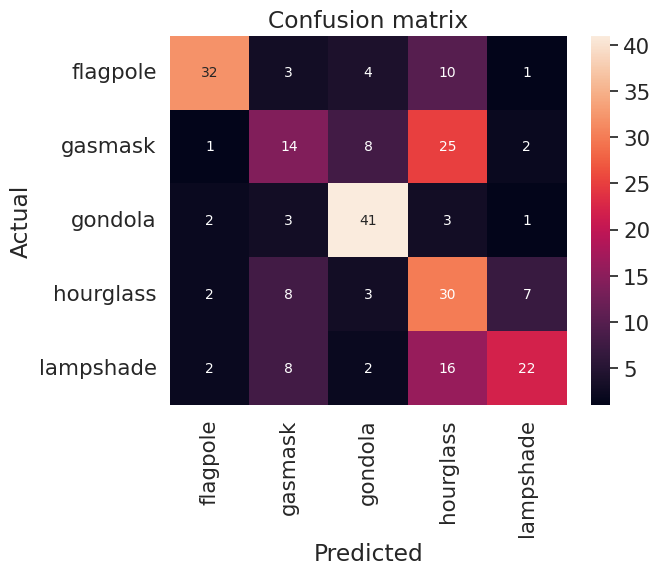 Confusion matrix
Actual
flagpole 32 3 4 10 1
gasmask 1 14 8 25 2
gondola 2 3 41 3 1
hourglass 2 8 3 30 7
lampshade 2 8 2 16 22
flagpole gasmask gondola hourglass lampshade
Predicted
40
35
30
25
20
15
10
5